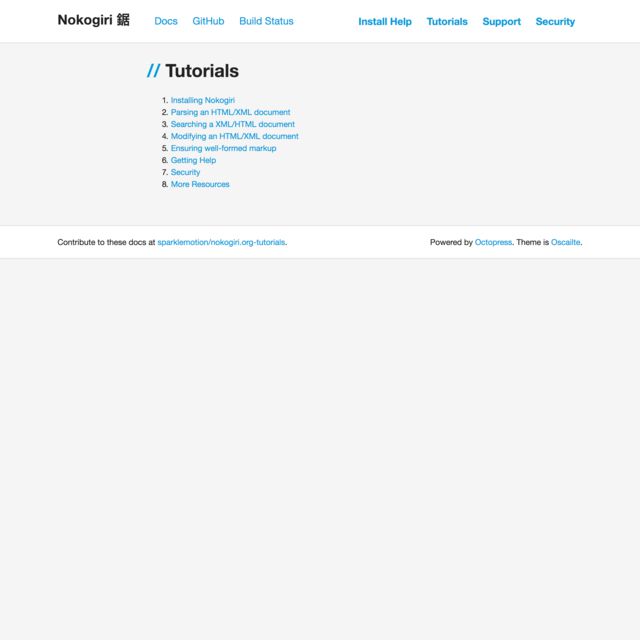 Nokogiri 鋸 Docs GitHub Build Status Install Help Tutorials Support Security
// Tutorials
1. Installing Nokogiri
2. Parsing an HTML/XML document
3. Searching a XML/HTML document
4. Modifying an HTML/XML document
5. Ensuring well-formed markup
6. Getting Help
7. Security
8. More Resources
Contribute to these docs at sparklemotion/nokogiri.org-tutorials. Powered by Octopress. Theme is Oscailte.